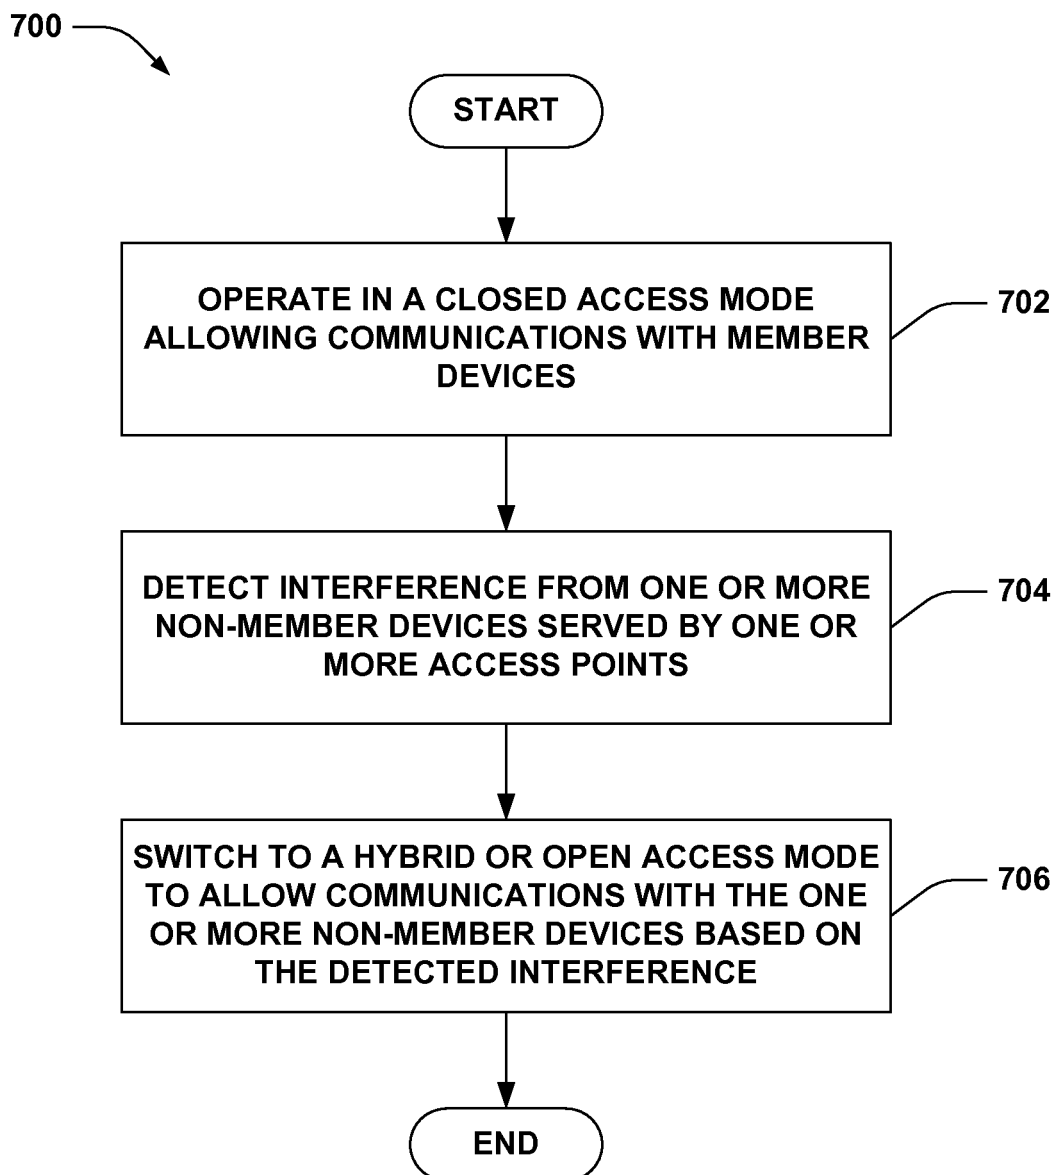 700
START
OPERATE IN A CLOSED ACCESS MODE
ALLOWING COMMUNICATIONS WITH MEMBER
DEVICES
702
DETECT INTERFERENCE FROM ONE OR MORE
NON-MEMBER DEVICES SERVED BY ONE OR
MORE ACCESS POINTS
704
SWITCH TO A HYBRID OR OPEN ACCESS MODE
TO ALLOW COMMUNICATIONS WITH THE ONE
OR MORE NON-MEMBER DEVICES BASED ON
THE DETECTED INTERFERENCE
706
END